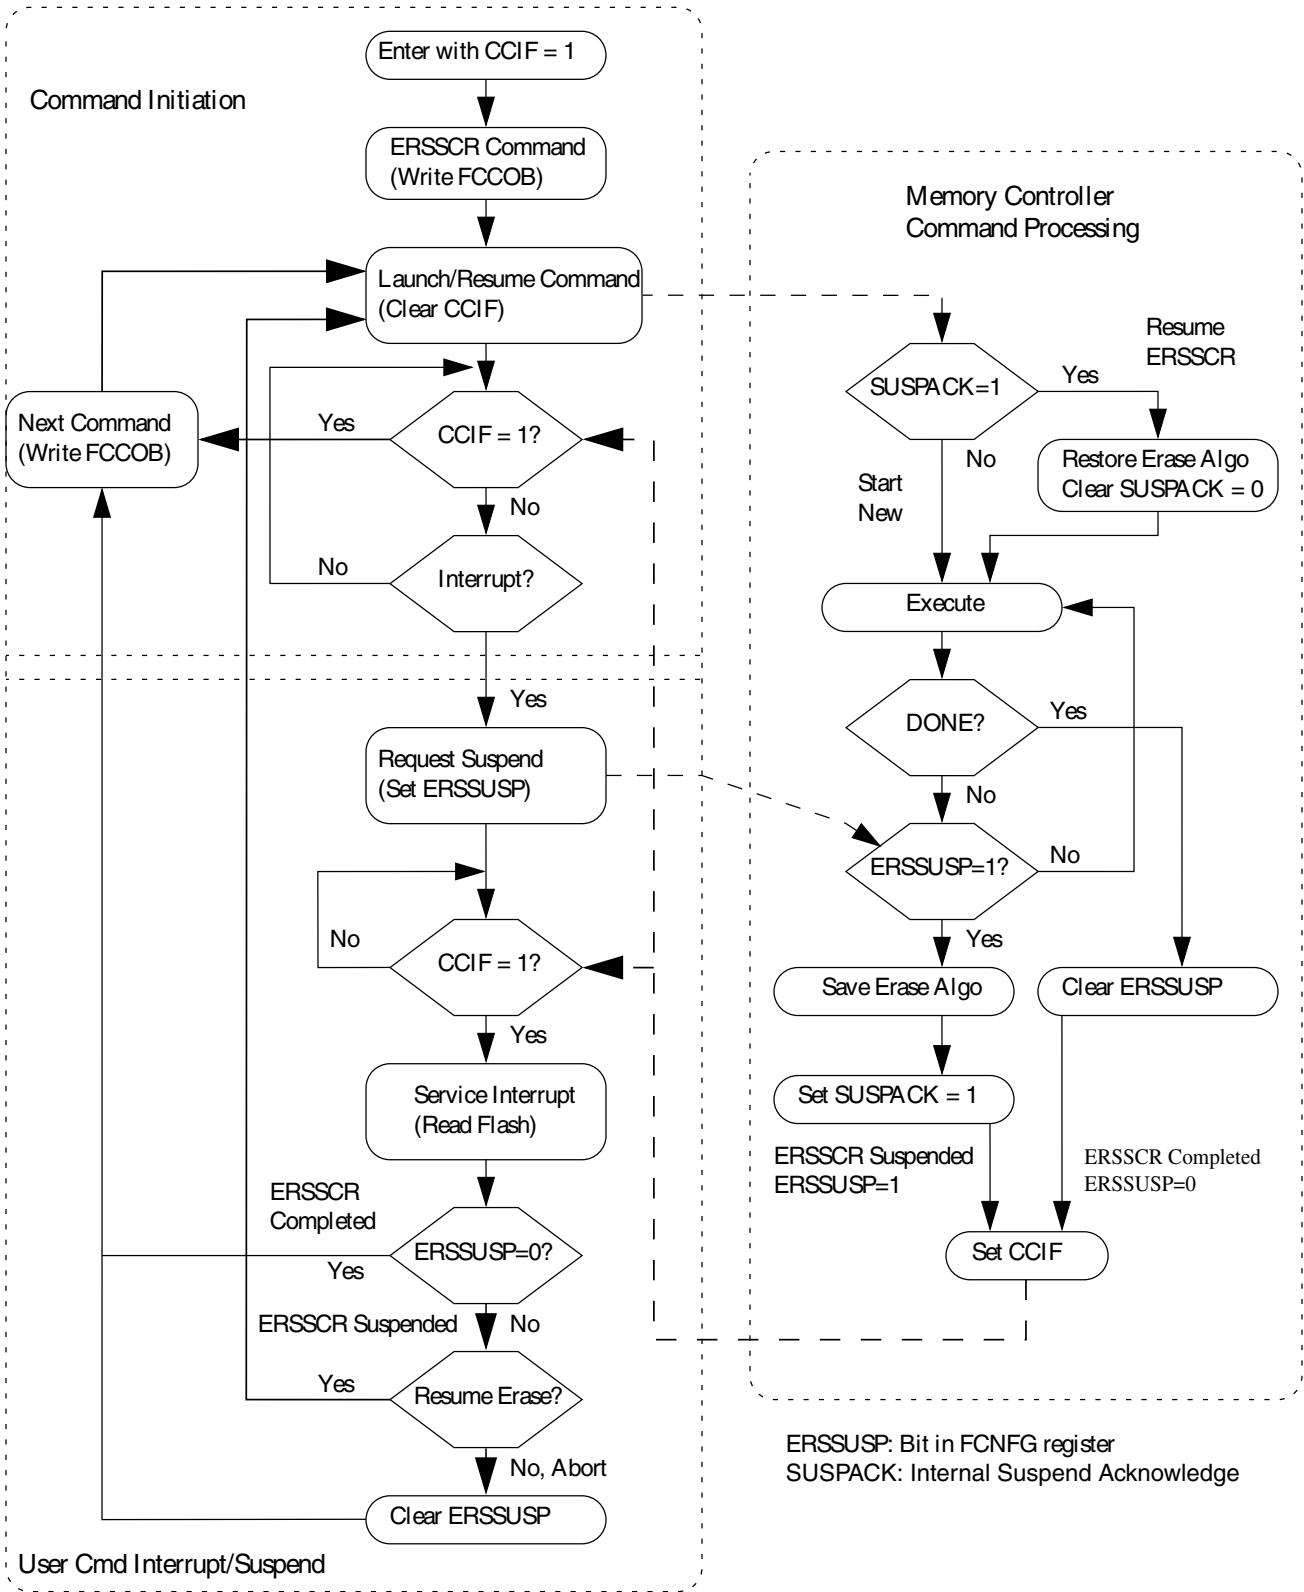 Enter with CCIF = 1
Command Initiation
ERSSCR Command
(Write FCCOB)
Launch/Resume Command
(Clear CCIF)
Next Command
(Write FCCOB)
Yes
CCIF = 1?
No
No
Interrupt?
Yes
Request Suspend
(Set ERSSUSP)
No
CCIF = 1?
Yes
Service Interrupt
(Read Flash)
ERSSCR
Completed
ERSSUSP=0?
Yes
ERSSCR Suspended
No
Yes
Resume Erase?
No, Abort
Clear ERSSUSP
User Cmd Interrupt/Suspend
Memory Controller
Command Processing
Resume
ERSSCR
SUSPACK=1
Yes
No
Restore Erase Algo
Clear SUSPACK = 0
Start
New
Execute
DONE?
Yes
No
ERSSUSP=1?
No
Yes
Save Erase Algo
Clear ERSSUSP
Set SUSPACK = 1
ERSSCR Suspended
ERSSUSP=1
ERSSCR Completed
ERSSUSP=0
Set CCIF
ERSSUSP: Bit in FCNFG register
SUSPACK: Internal Suspend Acknowledge